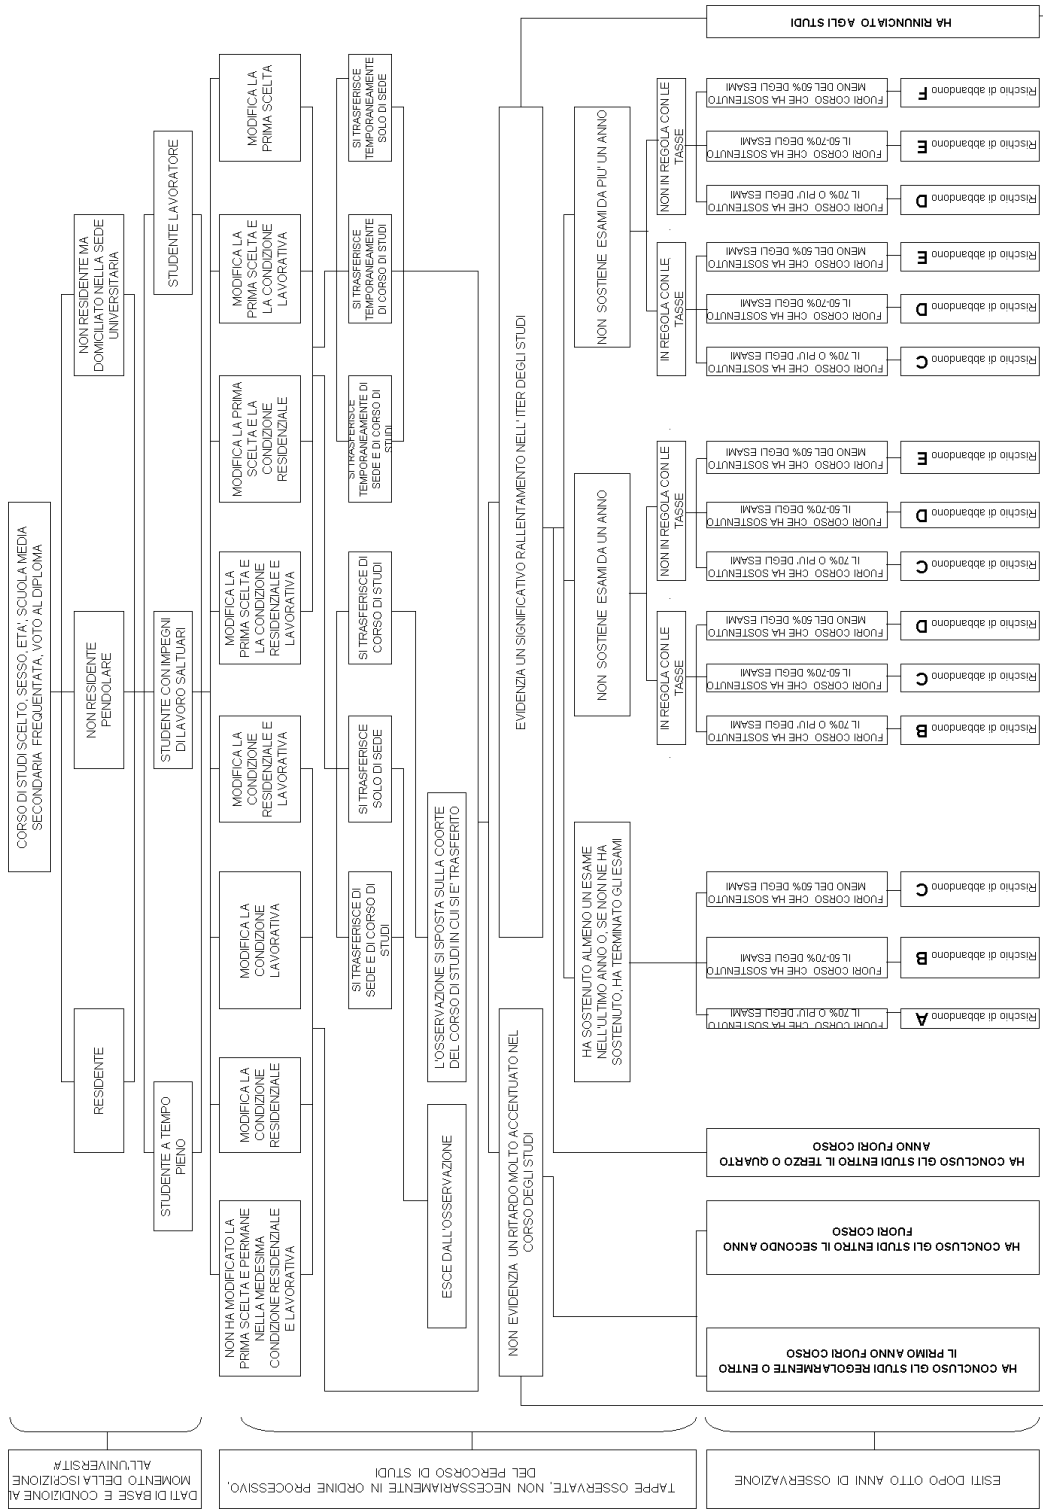 DATI DI BASE E CONDIZIONE AL
MOMENTO DELLA ISCRIZIONE
ALL'UNIVERSITA'
CORSO DI STUDI SCELTO, SESSO, ETA', SCUOLA MEDIA
SECONDARIA FREQUENTATA, VOTO AL DIPLOMA
RESIDENTE
NON RESIDENTE
PENDOLARE
NON RESIDENTE MA
DOMICILIATO NELLA SEDE
UNIVERSITARIA
STUDENTE A TEMPO
PIENO
STUDENTE CON IMPEGNI
DI LAVORO SALTUARI
STUDENTE LAVORATORE
TAPPE OSSERVATE, NON NECESSARIAMENTE IN ORDINE PROCESSIVO,
DEL PERCORSO DI STUDI
NON HA MODIFICATO LA
PRIMA SCELTA E PERMANE
NELLA MEDESIMA
CONDIZIONE RESIDENZIALE
E LAVORATIVA
MODIFICA LA
CONDIZIONE
RESIDENZIALE
MODIFICA LA
CONDIZIONE
LAVORATIVA
MODIFICA LA
CONDIZIONE
RESIDENZIALE E
LAVORATIVA
MODIFICA LA
PRIMA SCELTA E
LA CONDIZIONE
RESIDENZIALE E
LAVORATIVA
MODIFICA LA PRIMA
SCELTA E LA
CONDIZIONE
RESIDENZIALE
MODIFICA LA
PRIMA SCELTA E
LA CONDIZIONE
LAVORATIVA
MODIFICA LA
PRIMA SCELTA
SI TRASFERISCE DI
SEDE E DI CORSO DI
STUDI
SI TRASFERISCE
SOLO DI SEDE
SI TRASFERISCE DI
CORSO DI STUDI
SI TRASFERISCE
TEMPORANEAMENTE DI
SEDE E DI CORSO DI
STUDI
SI TRASFERISCE
TEMPORANEAMENTE
DI CORSO DI STUDI
SI TRASFERISCE
TEMPORANEAMENTE
SOLO DI SEDE
ESCE DALL'OSSERVAZIONE
L'OSSERVAZIONE SI SPOSTA SULLA COORTE
DEL CORSO DI STUDI IN CUI SI E' TRASFERITO
NON EVIDENZIA UN RITARDO MOLTO ACCENTUATO NEL
CORSO DEGLI STUDI
EVIDENZIA UN SIGNIFICATIVO RALLENTAMENTO NELL'ITER DEGLI STUDI
HA SOSTENUTO ALMENO UN ESAME
NELL'ULTIMO ANNO O, SE NON NE HA
SOSTENUTO, HA TERMINATO GLI ESAMI
NON SOSTIENE ESAMI DA UN ANNO
NON SOSTIENE ESAMI DA PIU' UN ANNO
IN REGOLA CON LE
TASSE
NON IN REGOLA CON LE
TASSE
IN REGOLA CON LE
TASSE
NON IN REGOLA CON LE
TASSE
ESITI DOPO OTTO ANNI DI OSSERVAZIONE
HA CONCLUSO GLI STUDI REGOLARMENTE O ENTRO
IL PRIMO ANNO FUORI CORSO
HA CONCLUSO GLI STUDI ENTRO IL SECONDO ANNO
FUORI CORSO
HA CONCLUSO GLI STUDI ENTRO IL TERZO O QUARTO
ANNO FUORI CORSO
FUORI CORSO CHE HA SOSTENUTO
IL 70% O PIU' DEGLI ESAMI
Rischio di abbandono A
FUORI CORSO CHE HA SOSTENUTO
IL 50-70% DEGLI ESAMI
Rischio di abbandono B
FUORI CORSO CHE HA SOSTENUTO
MENO DEL 50% DEGLI ESAMI
Rischio di abbandono C
FUORI CORSO CHE HA SOSTENUTO
IL 70% O PIU' DEGLI ESAMI
Rischio di abbandono B
FUORI CORSO CHE HA SOSTENUTO
IL 50-70% DEGLI ESAMI
Rischio di abbandono C
FUORI CORSO CHE HA SOSTENUTO
MENO DEL 50% DEGLI ESAMI
Rischio di abbandono D
FUORI CORSO CHE HA SOSTENUTO
IL 70% O PIU' DEGLI ESAMI
Rischio di abbandono C
FUORI CORSO CHE HA SOSTENUTO
IL 50-70% DEGLI ESAMI
Rischio di abbandono D
FUORI CORSO CHE HA SOSTENUTO
MENO DEL 50% DEGLI ESAMI
Rischio di abbandono E
FUORI CORSO CHE HA SOSTENUTO
IL 70% O PIU' DEGLI ESAMI
Rischio di abbandono C
FUORI CORSO CHE HA SOSTENUTO
IL 50-70% DEGLI ESAMI
Rischio di abbandono D
FUORI CORSO CHE HA SOSTENUTO
MENO DEL 50% DEGLI ESAMI
Rischio di abbandono E
FUORI CORSO CHE HA SOSTENUTO
IL 70% O PIU' DEGLI ESAMI
Rischio di abbandono D
FUORI CORSO CHE HA SOSTENUTO
IL 50-70% DEGLI ESAMI
Rischio di abbandono E
FUORI CORSO CHE HA SOSTENUTO
MENO DEL 50% DEGLI ESAMI
Rischio di abbandono F
HA RINUNCIATO AGLI STUDI